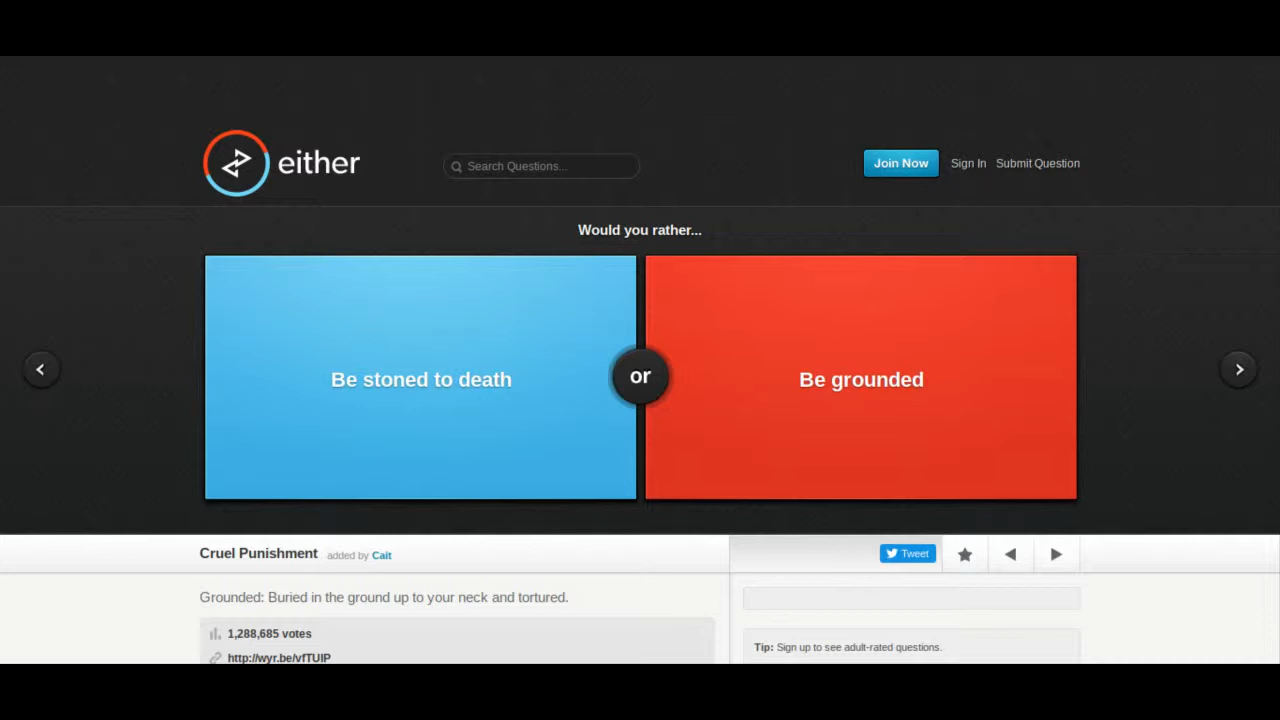 either
Search Questions...
Join Now Sign In Submit Question
Would you rather...
Be stoned to death or Be grounded
Cruel Punishment added by Cait
Tweet
Grounded: Buried in the ground up to your neck and tortured.
1,288,685 votes
Tip: Sign up to see adult-rated questions.
http://wyr.be/vfTUIP